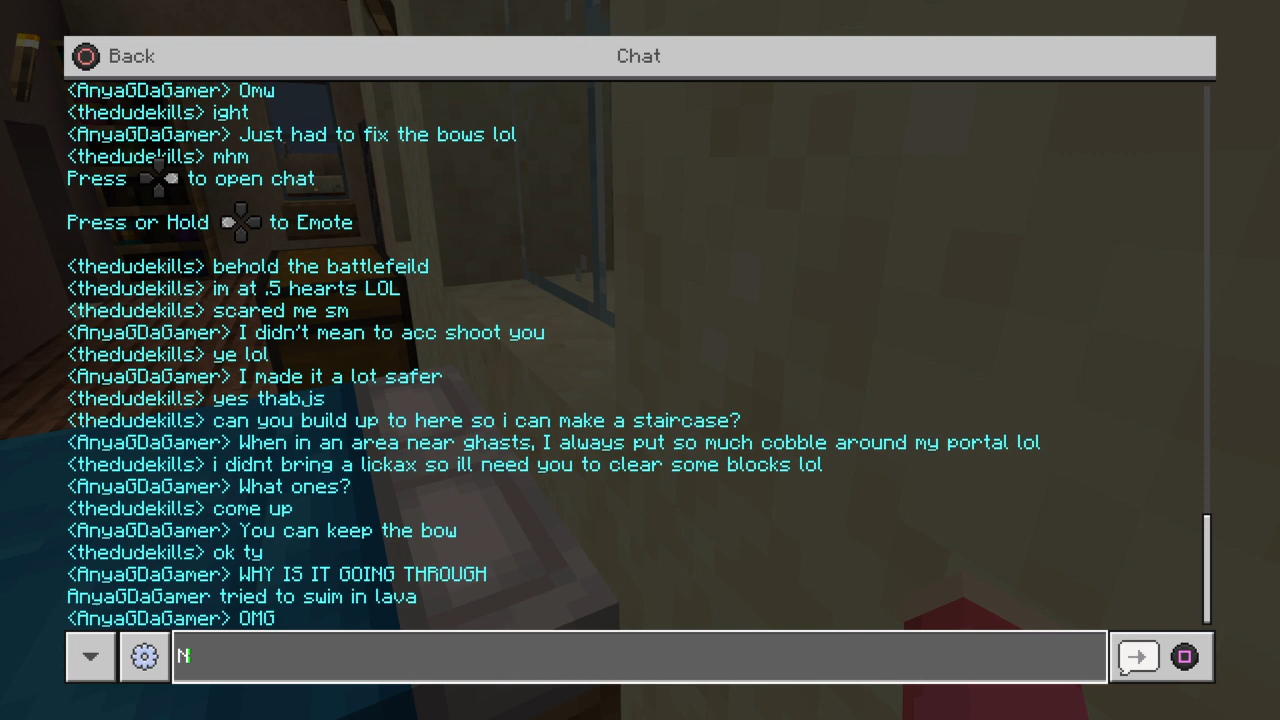 Back
Chat
<AnyaGDaGamer> Omw
<thedudekills> ight
<AnyaGDaGamer> Just had to fix the bows lol
<thedudekills> mhm
Press to open chat
Press or Hold to Emote
<thedudekills> behold the battlefeild
<thedudekills> im at .5 hearts LOL
<thedudekills> scared me sm
<AnyaGDaGamer> I didn't mean to acc shoot you
<thedudekills> ye lol
<AnyaGDaGamer> I made it a lot safer
<thedudekills> yes thabjs
<thedudekills> can you build up to here so i can make a staircase?
<AnyaGDaGamer> When in an area near ghasts, I always put so much cobble around my portal lol
<thedudekills> i didnt bring a lickax so ill need you to clear some blocks lol
<AnyaGDaGamer> What ones?
<thedudekills> come up
<AnyaGDaGamer> You can keep the bow
<thedudekills> ok ty
<AnyaGDaGamer> WHY IS IT GOING THROUGH
AnyaGDaGamer tried to swim in lava
<AnyaGDaGamer> OMG
N